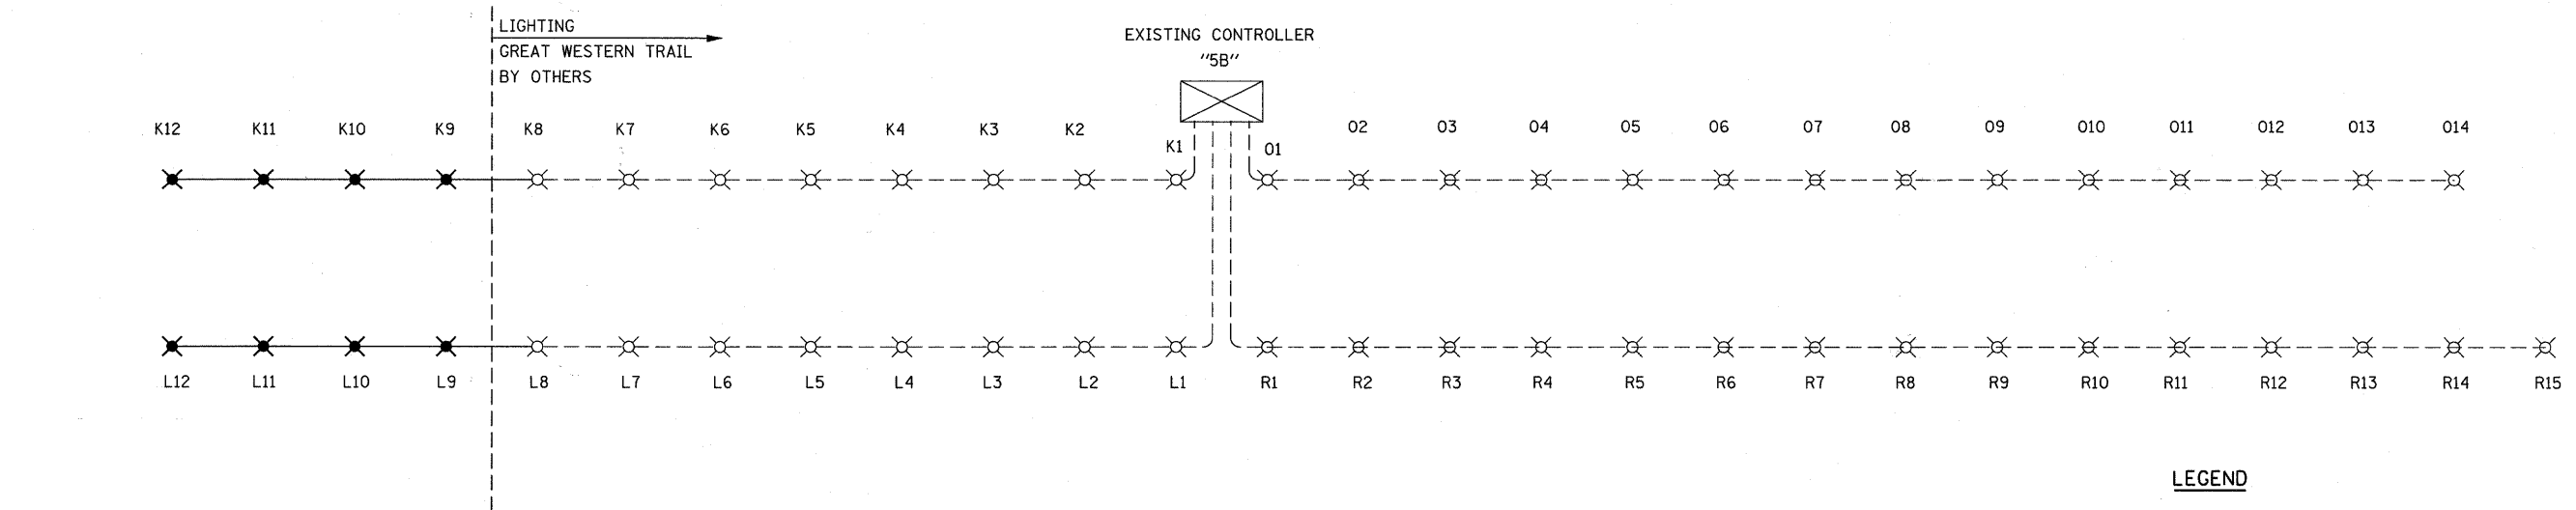 LIGHTING
GREAT WESTERN TRAIL
BY OTHERS
EXISTING CONTROLLER
"5B"
K12 K11 K10 K9 K8 K7 K6 K5 K4 K3 K2 O2 O3 O4 O5 O6 O7 O8 O9 O10 O11 O12 O13 O14
K1 O1
L12 L11 L10 L9 L8 L7 L6 L5 L4 L3 L2 L1 R1 R2 R3 R4 R5 R6 R7 R8 R9 R10 R11 R12 R13 R14 R15
LEGEND